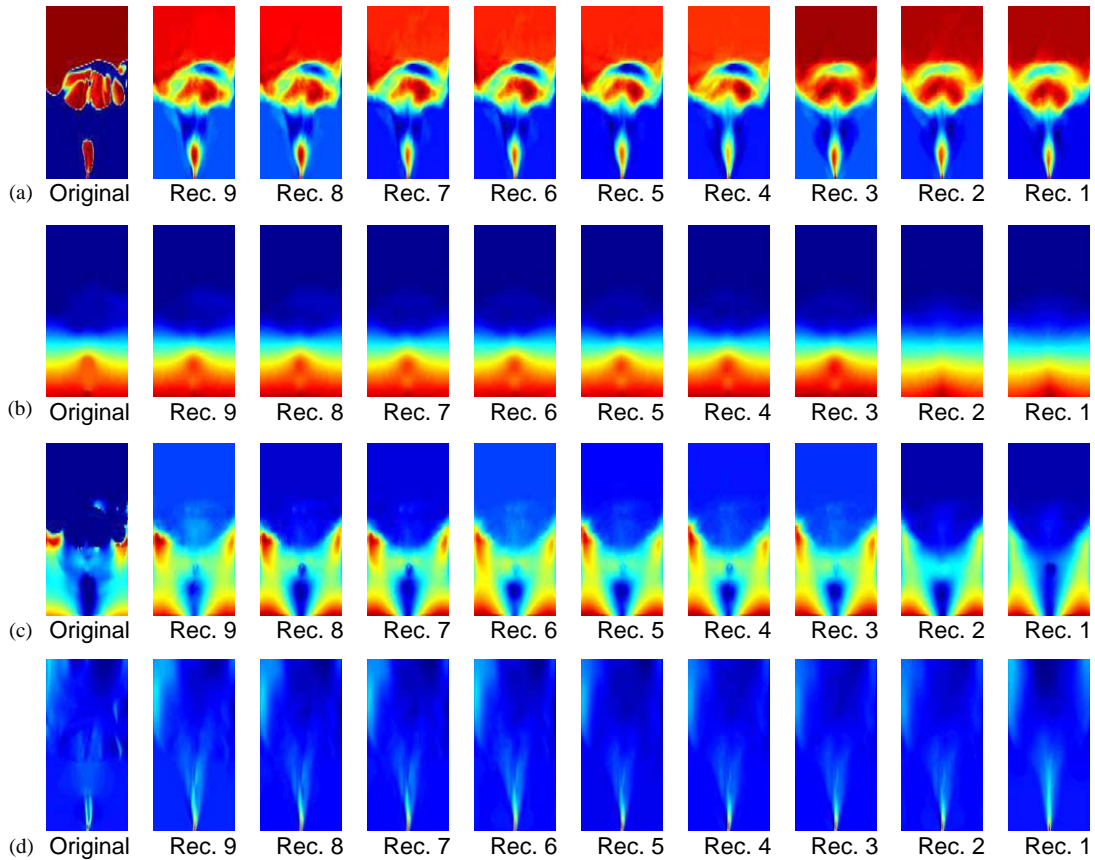 (a) Original Rec. 9 Rec. 8 Rec. 7 Rec. 6 Rec. 5 Rec. 4 Rec. 3 Rec. 2 Rec. 1
(b) Original Rec. 9 Rec. 8 Rec. 7 Rec. 6 Rec. 5 Rec. 4 Rec. 3 Rec. 2 Rec. 1
(c) Original Rec. 9 Rec. 8 Rec. 7 Rec. 6 Rec. 5 Rec. 4 Rec. 3 Rec. 2 Rec. 1
(d) Original Rec. 9 Rec. 8 Rec. 7 Rec. 6 Rec. 5 Rec. 4 Rec. 3 Rec. 2 Rec. 1